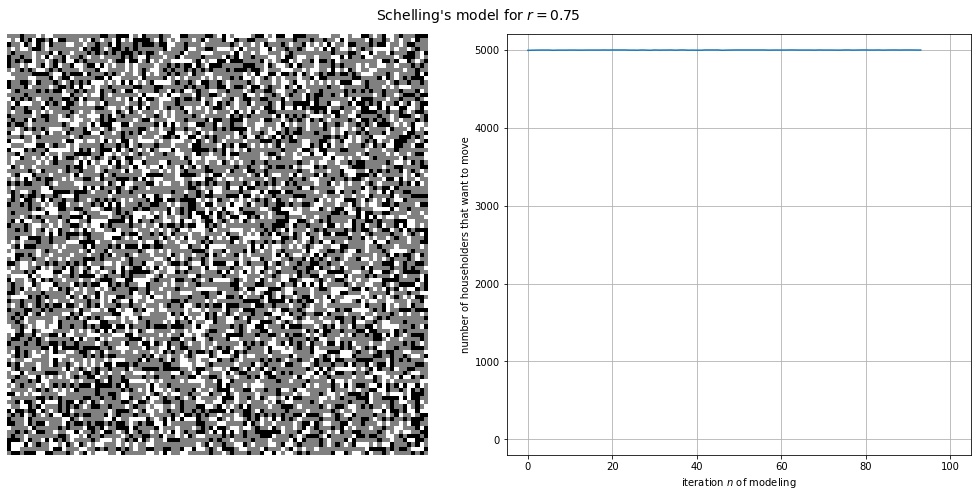 Schelling's model for r = 0.75
number of householders that want to move
5000
4000
3000
2000
1000
0
0 20 40 60 80 100
iteration n of modeling